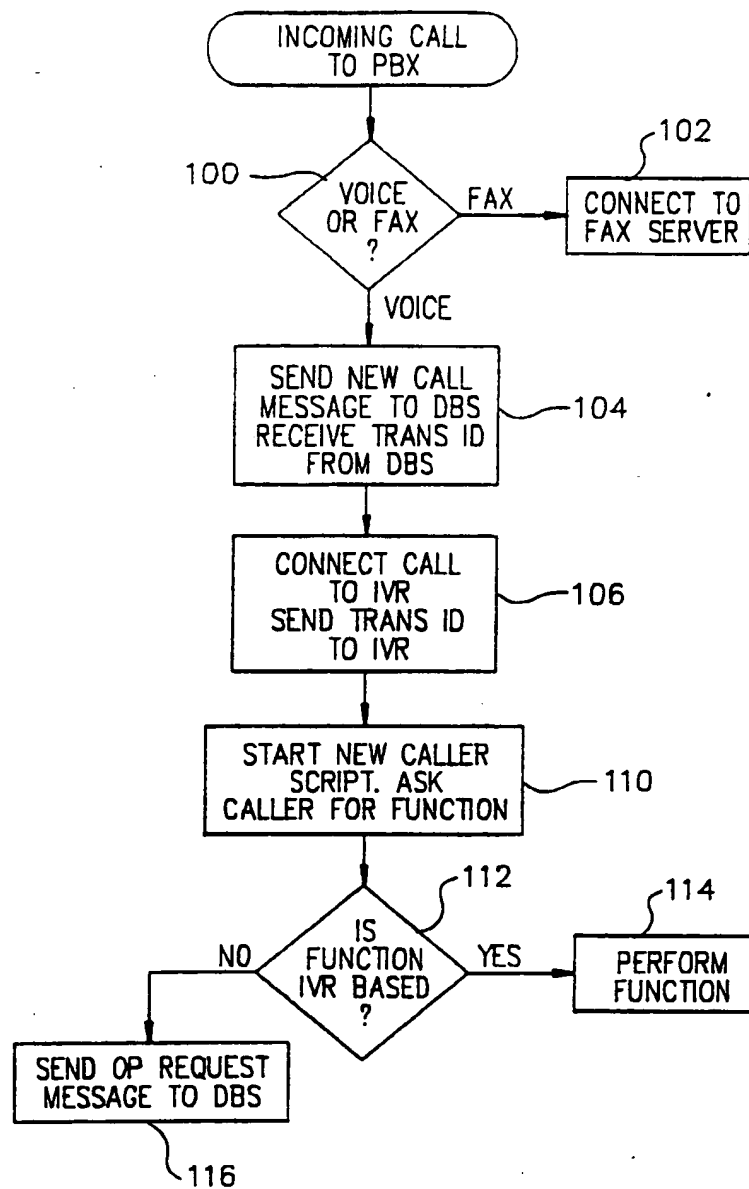 INCOMING CALL
TO PBX
100
VOICE
OR FAX
?
FAX
102
CONNECT TO
FAX SERVER
VOICE
SEND NEW CALL
MESSAGE TO DBS
RECEIVE TRANS ID
FROM DBS
104
CONNECT CALL
TO IVR
SEND TRANS ID
TO IVR
106
START NEW CALLER
SCRIPT. ASK
CALLER FOR FUNCTION
110
112
IS
FUNCTION
IVR BASED
?
NO
YES
114
PERFORM
FUNCTION
SEND OP REQUEST
MESSAGE TO DBS
116